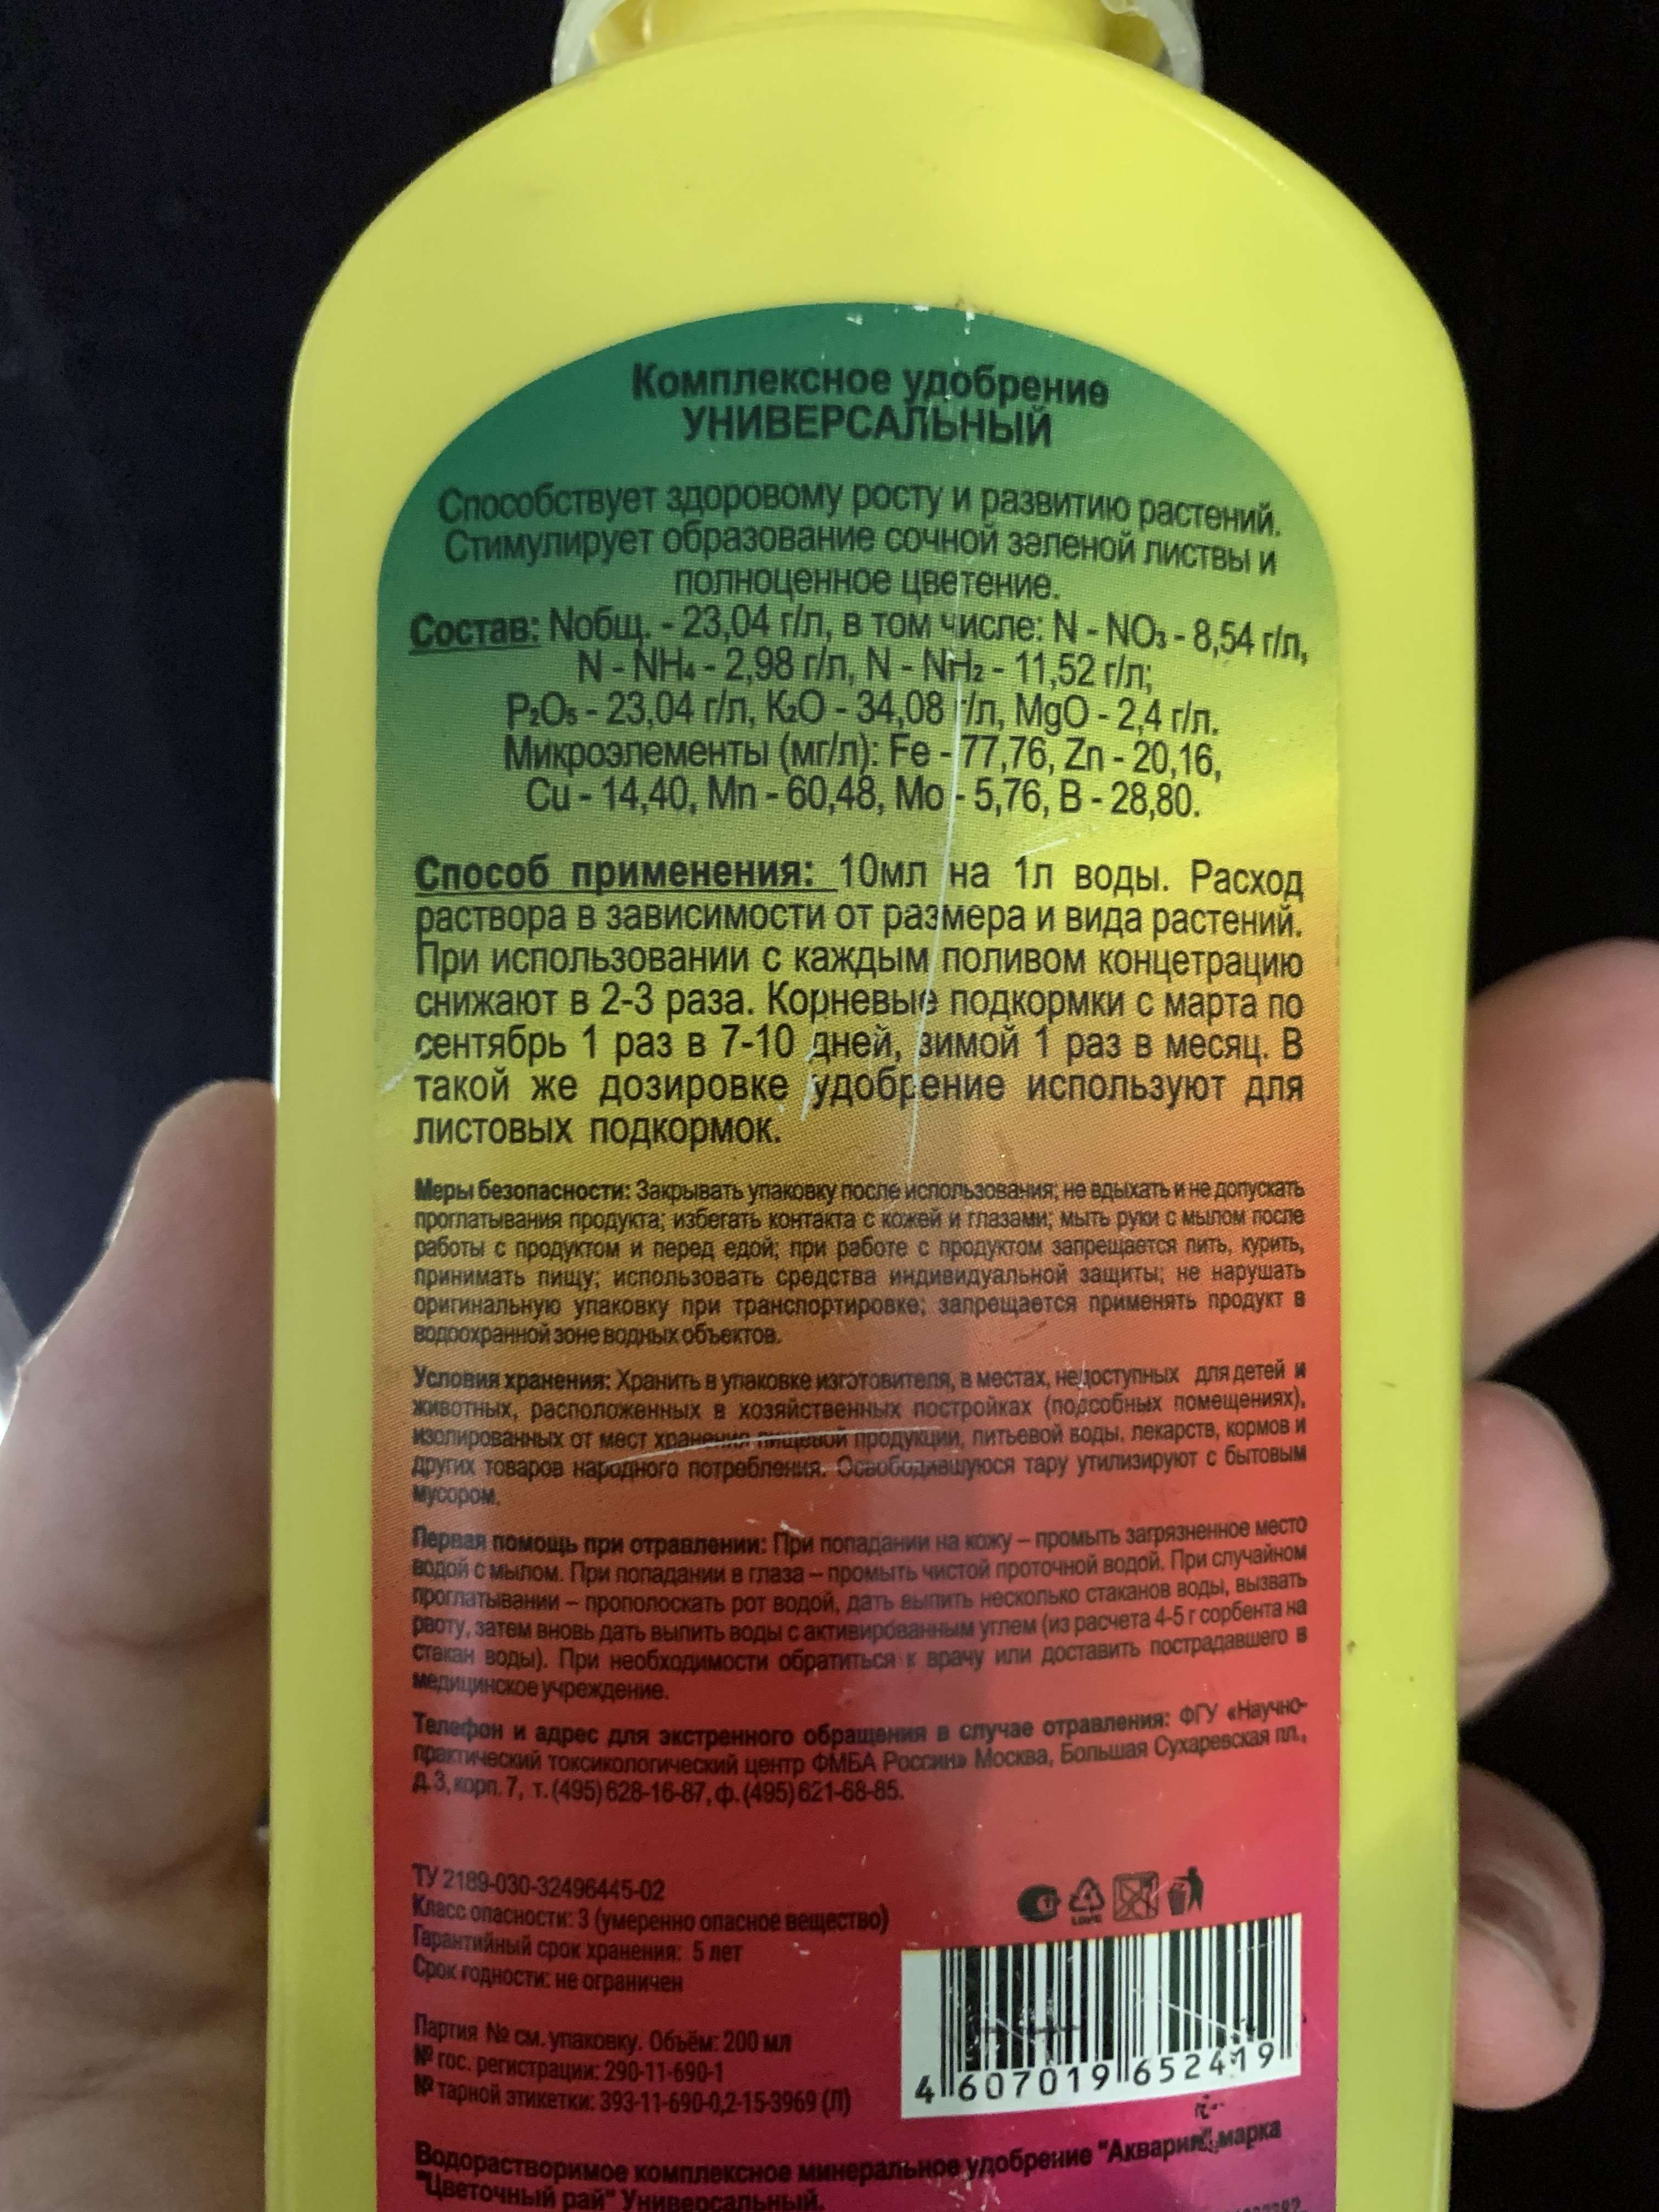 Комплексное удобрение
УНИВЕРСАЛЬНЫЙ
Способствует здоровому росту и развитию растений.
Стимулирует образование сочной зеленой листвы и
полноценное цветение.
Состав: Nобщ. - 23,04 г/л, в том числе: N - NO₃ - 8,54 г/л,
N - NH₄ - 2,98 г/л, N - NH₂ - 11,52 г/л;
P₂O₅ - 23,04 г/л, K₂O - 34,08 г/л, MgO - 2,4 г/л.
Микроэлементы (мг/л): Fe - 77,76, Zn - 20,16,
Cu - 14,40, Mn - 60,48, Mo - 5,76, B - 28,80.
Способ применения: 10мл на 1л воды. Расход
раствора в зависимости от размера и вида растений.
При использовании с каждым поливом концетрацию
снижают в 2-3 раза. Корневые подкормки с марта по
сентябрь 1 раз в 7-10 дней, зимой 1 раз в месяц. В
такой же дозировке удобрение используют для
листовых подкормок.
Меры безопасности: Закрывать упаковку после использования; не вдыхать и не допускать
проглатывания продукта; избегать контакта с кожей и глазами; мыть руки с мылом после
работы с продуктом и перед едой; при работе с продуктом запрещается пить, курить,
принимать пищу; использовать средства индивидуальной защиты; не нарушать
оригинальную упаковку при транспортировке; запрещается применять продукт в
водоохранной зоне водных объектов.
Условия хранения: Хранить в упаковке изготовителя, в местах, недоступных для детей и
животных, расположенных в хозяйственных постройках (подсобных помещениях),
изолированных от мест хранения пищевой продукции, питьевой воды, лекарств, кормов и
других товаров народного потребления. Освободившуюся тару утилизируют с бытовым
мусором.
Первая помощь при отравлении: При попадании на кожу – промыть загрязненное место
водой с мылом. При попадании в глаза – промыть чистой проточной водой. При случайном
проглатывании – прополоскать рот водой, дать выпить несколько стаканов воды, вызвать
рвоту, затем вновь дать выпить воды с активированным углем (из расчета 4-5 г сорбента на
стакан воды). При необходимости обратиться к врачу или доставить пострадавшего в
медицинское учреждение.
Телефон и адрес для экстренного обращения в случае отравления: ФГУ «Научно-
практический токсикологический центр ФМБА России» Москва, Большая Сухаревская пл.,
д. 3, корп. 7, т. (495) 628-16-87, ф. (495) 621-68-85.
ТУ 2189-030-32496445-02
Класс опасности: 3 (умеренно опасное вещество)
Гарантийный срок хранения: 5 лет
Срок годности: не ограничен
Партия № см. упаковку. Объём: 200 мл
№ гос. регистрации: 290-11-690-1
№ тарной этикетки: 393-11-690-0,2-15-3969 (Л)
4 607019 652419
Водорастворимое комплексное минеральное удобрение "Акварин" марка
"Цветочный рай" Универсальный.